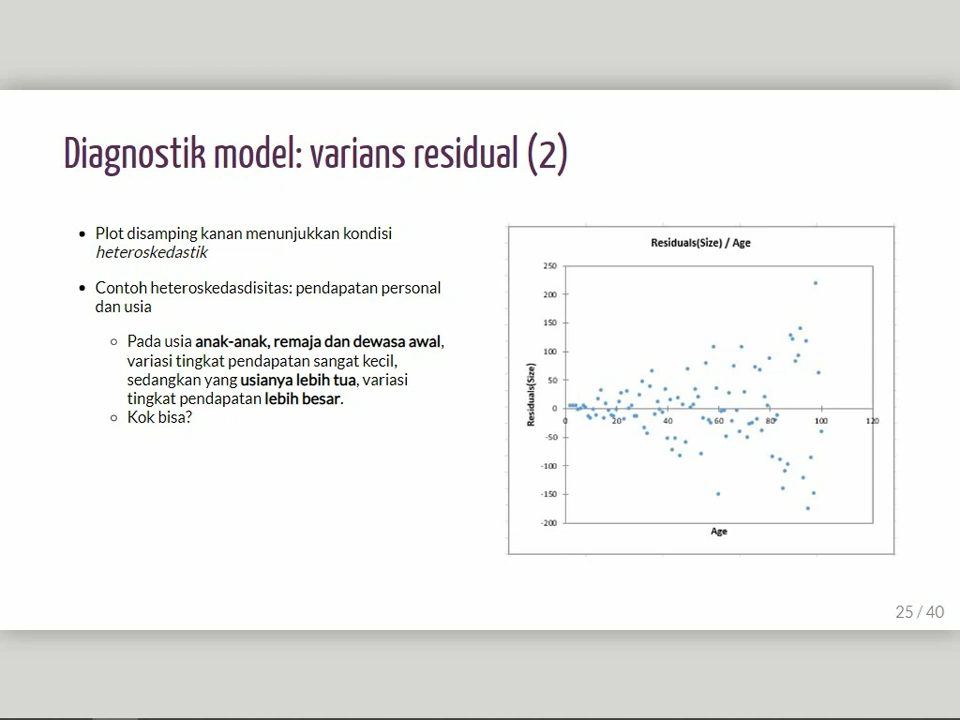 Diagnostik model: varians residual (2)
Plot disamping kanan menunjukkan kondisi
heteroskedastik
Contoh heteroskedasdisitas: pendapatan personal
dan usia
Pada usia anak-anak, remaja dan dewasa awal,
variasi tingkat pendapatan sangat kecil,
sedangkan yang usianya lebih tua, variasi
tingkat pendapatan lebih besar.
Kok bisa?
Residuals(Size) / Age
250
200
150
100
50
0
-50
-100
-150
-200
Residuals(Size)
0 20 40 60 80 100 120
Age
25 / 40